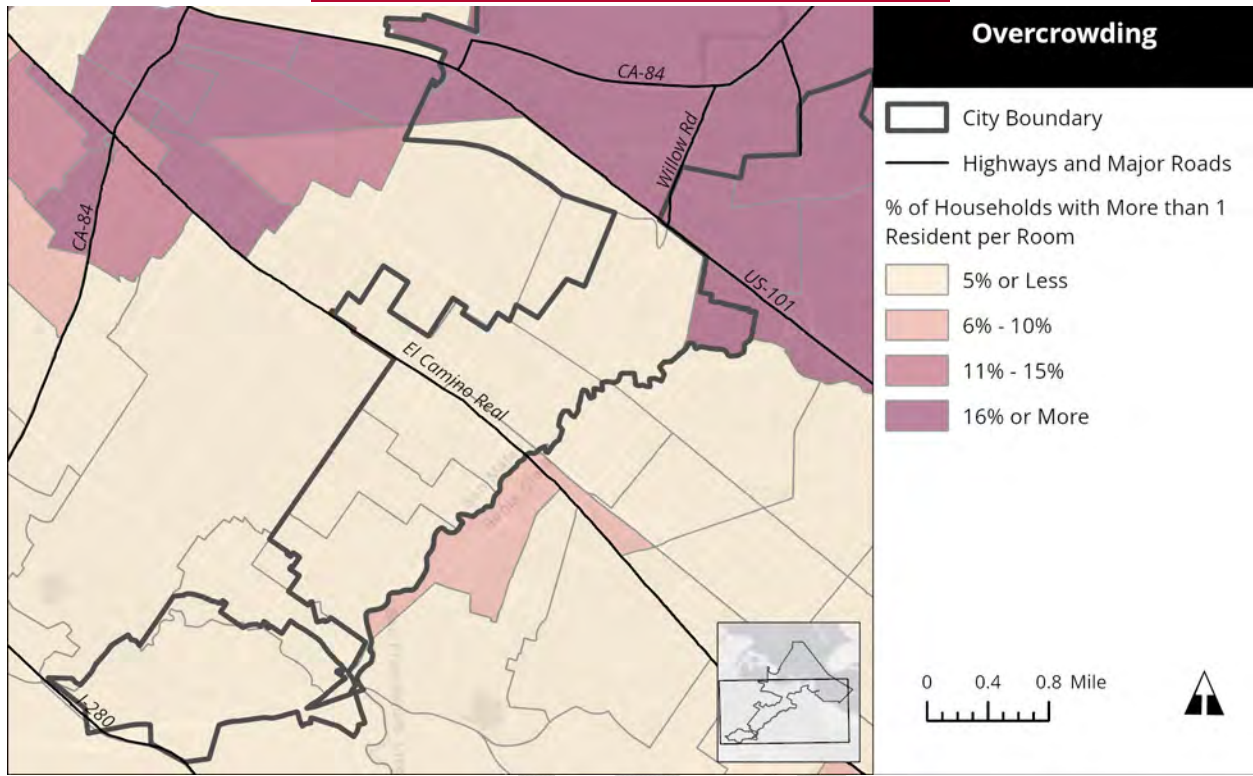 Overcrowding
City Boundary
Highways and Major Roads
% of Households with More than 1
Resident per Room
5% or Less
6% - 10%
11% - 15%
16% or More
0 0.4 0.8 Mile
CA-84
Willow Rd
CA-84
US-101
El Camino Real
I-280